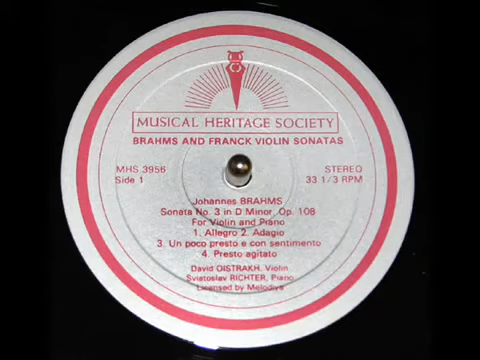 MUSICAL HERITAGE SOCIETY
BRAHMS AND FRANCK VIOLIN SONATAS
MHS 3956
Side 1
STEREO
33 1/3 RPM
Johannes BRAHMS
Sonata No. 3 in D Minor, Op. 108
For Violin and Piano
1. Allegro 2. Adagio
3. Un poco presto e con sentimento
4. Presto agitato
David OISTRAKH, Violin
Sviatoslav RICHTER, Piano
Licensed by Melodiya